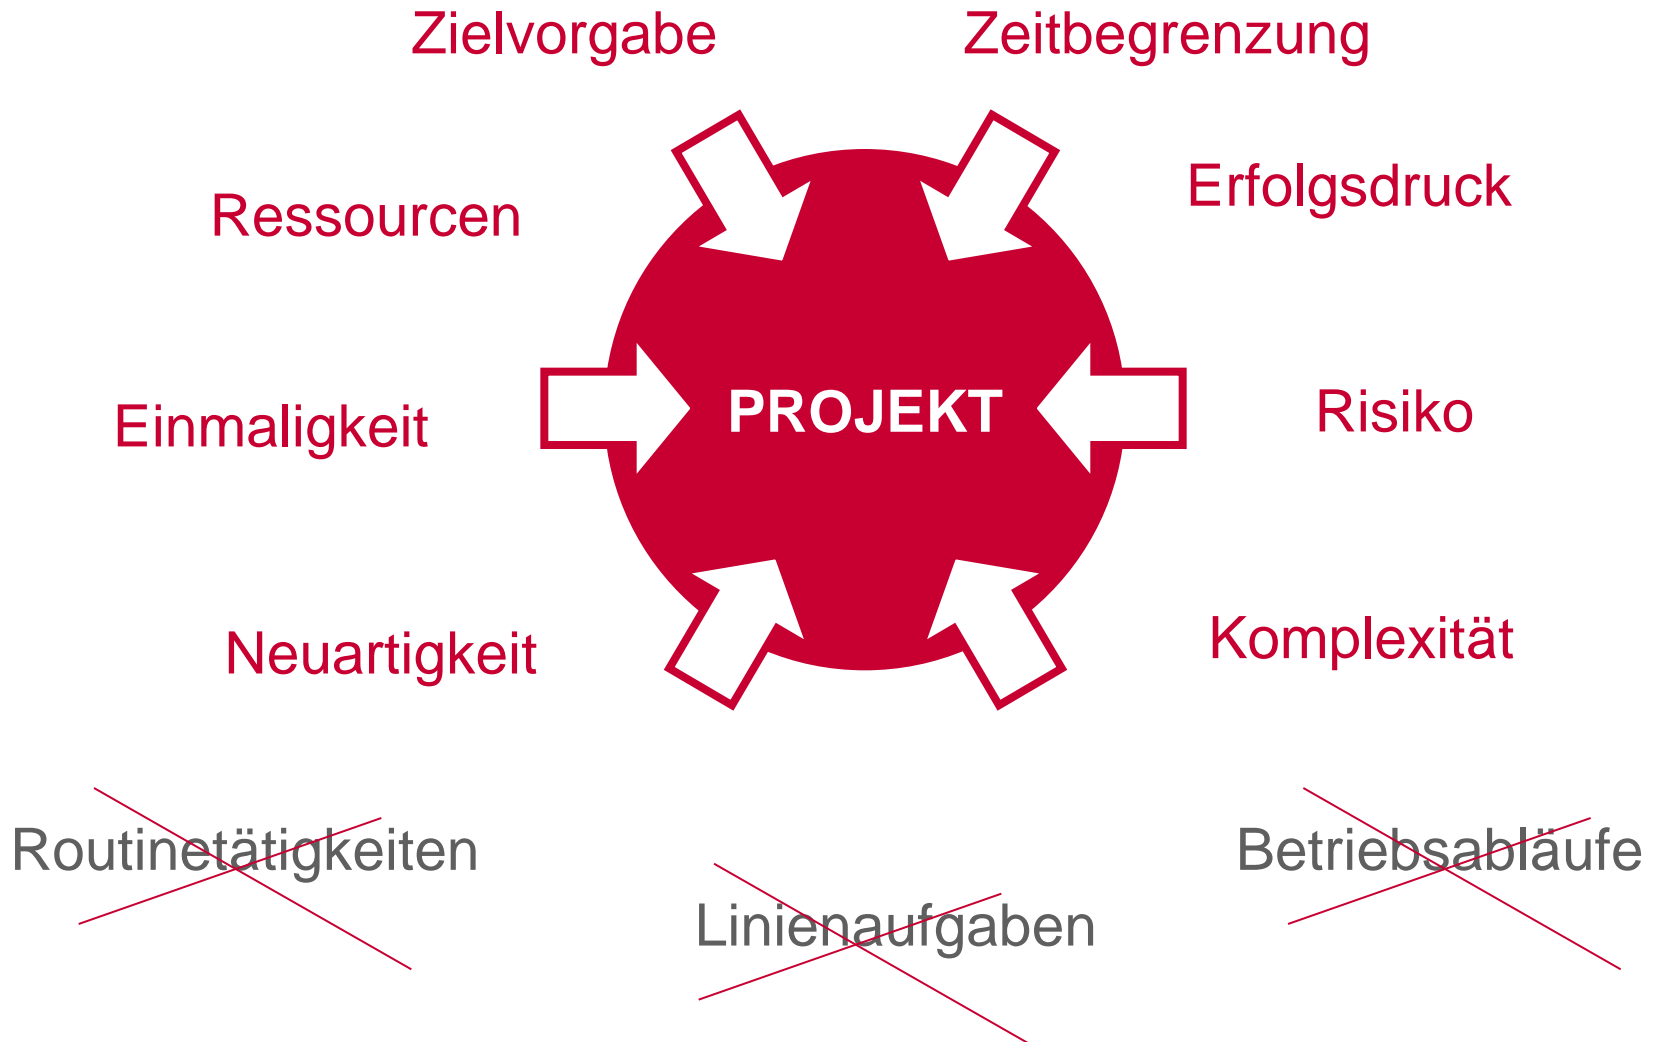 Zielvorgabe
Zeitbegrenzung
Ressourcen
Erfolgsdruck
Einmaligkeit
PROJEKT
Risiko
Neuartigkeit
Komplexität
Routinetätigkeiten
Linienaufgaben
Betriebsabläufe